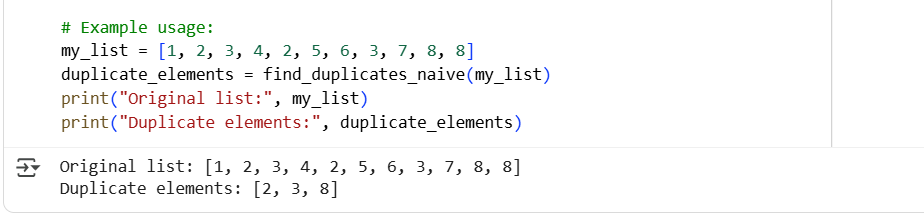 # Example usage:
my_list = [1, 2, 3, 4, 2, 5, 6, 3, 7, 8, 8]
duplicate_elements = find_duplicates_naive(my_list)
print("Original list:", my_list)
print("Duplicate elements:", duplicate_elements)
Original list: [1, 2, 3, 4, 2, 5, 6, 3, 7, 8, 8]
Duplicate elements: [2, 3, 8]